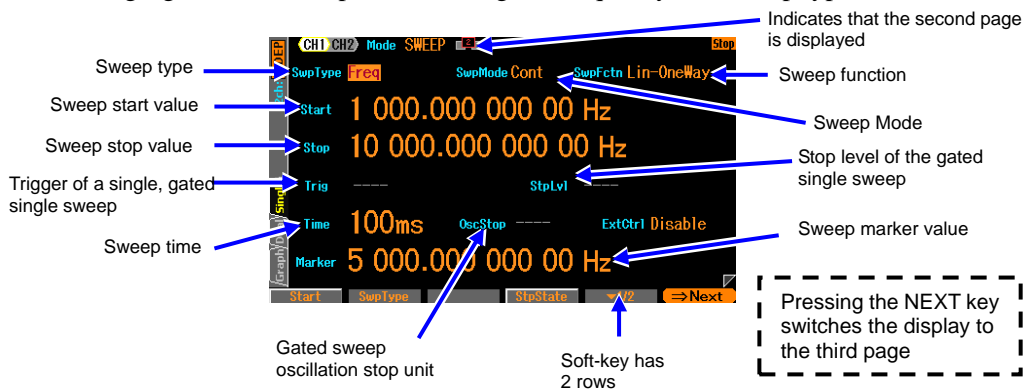 Indicates that the second page
is displayed
CH1 CH2 Mode SWEEP 2 Stop
SwpType Freq SwpMode Cont SwpFctn Lin-OneWay
Sweep type
Sweep function
Sweep start value
Start 1 000.000 000 00 Hz
Sweep Mode
Sweep stop value
Stop 10 000.000 000 00 Hz
Stop level of the gated
single sweep
Trigger of a single, gated
single sweep
Trig ---- StpLvl ----
Sweep time
Time 100ms OscStop ---- ExtCtrl Disable
Sweep marker value
Marker 5 000.000 000 00 Hz
Start SwpType StpState ▼1/2 ⇒Next
Gated sweep
oscillation stop unit
Soft-key has
2 rows
Pressing the NEXT key
switches the display to
the third page